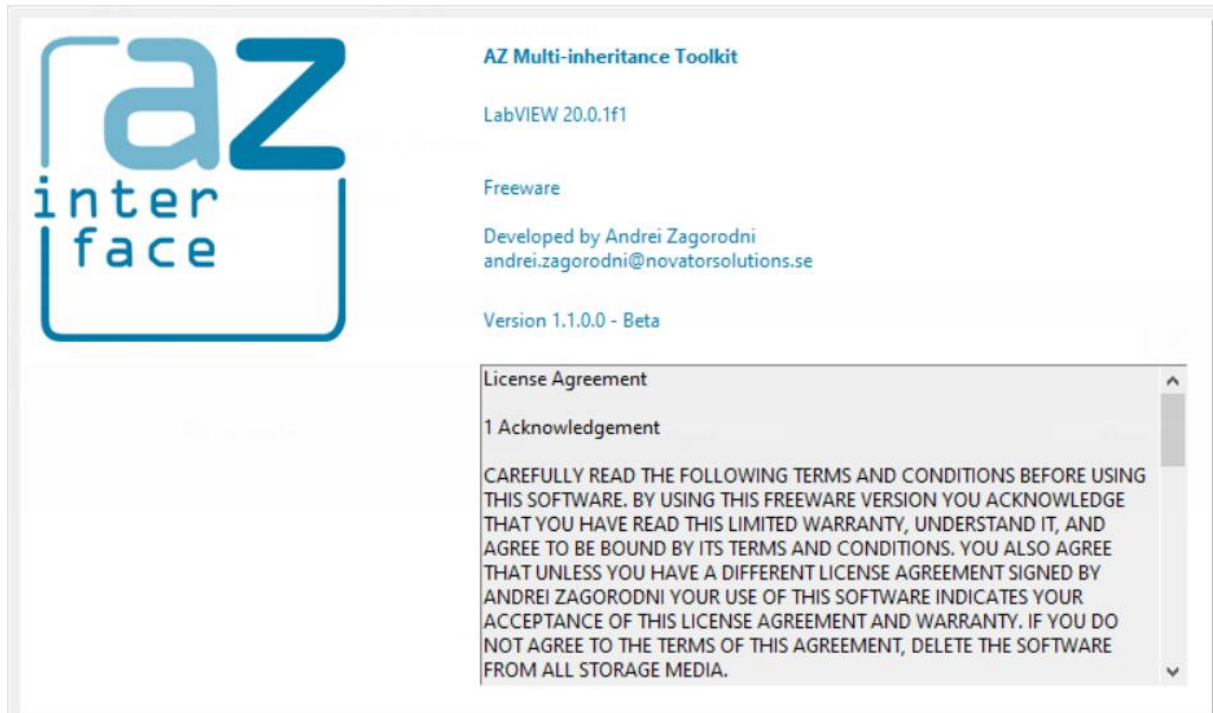 az
inter
face
AZ Multi-inheritance Toolkit
LabVIEW 20.0.1f1
Freeware
Developed by Andrei Zagorodni
andrei.zagorodni@novatorsolutions.se
Version 1.1.0.0 - Beta
License Agreement
1 Acknowledgement
CAREFULLY READ THE FOLLOWING TERMS AND CONDITIONS BEFORE USING
THIS SOFTWARE. BY USING THIS FREEWARE VERSION YOU ACKNOWLEDGE
THAT YOU HAVE READ THIS LIMITED WARRANTY, UNDERSTAND IT, AND
AGREE TO BE BOUND BY ITS TERMS AND CONDITIONS. YOU ALSO AGREE
THAT UNLESS YOU HAVE A DIFFERENT LICENSE AGREEMENT SIGNED BY
ANDREI ZAGORODNI YOUR USE OF THIS SOFTWARE INDICATES YOUR
ACCEPTANCE OF THIS LICENSE AGREEMENT AND WARRANTY. IF YOU DO
NOT AGREE TO THE TERMS OF THIS AGREEMENT, DELETE THE SOFTWARE
FROM ALL STORAGE MEDIA.